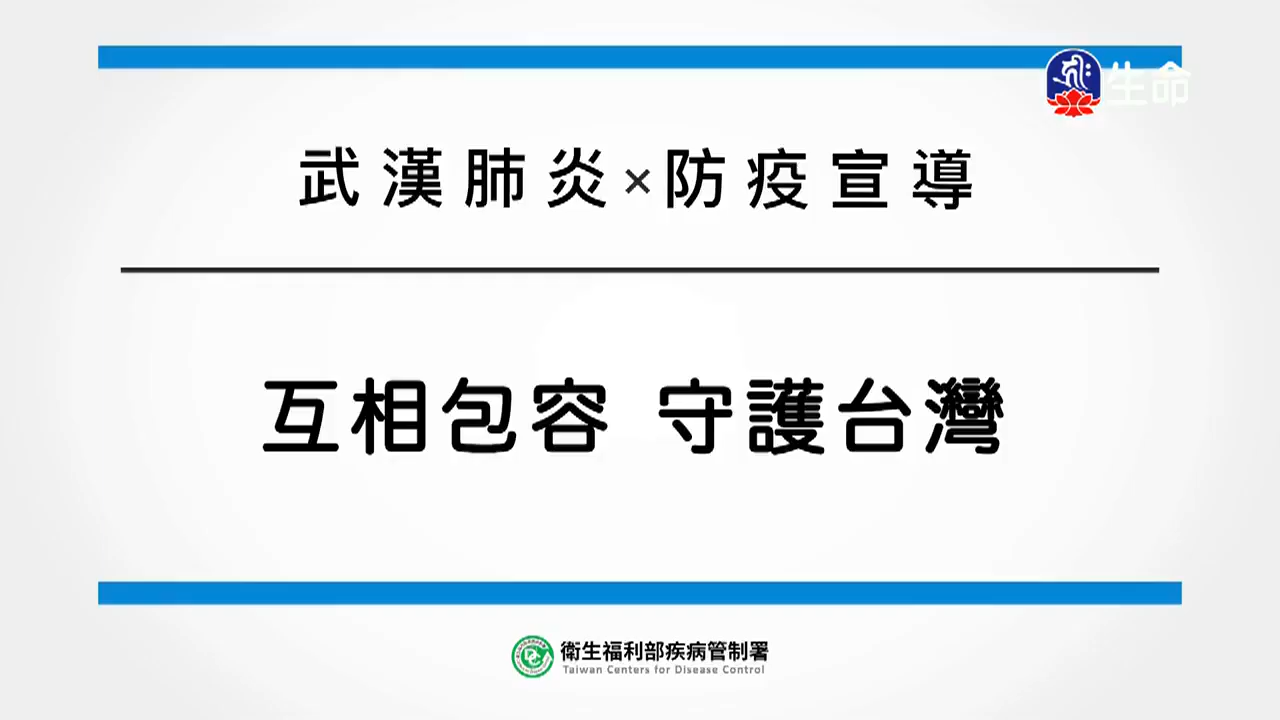 生命
武漢肺炎×防疫宣導
互相包容 守護台灣
衛生福利部疾病管制署
Taiwan Centers for Disease Control